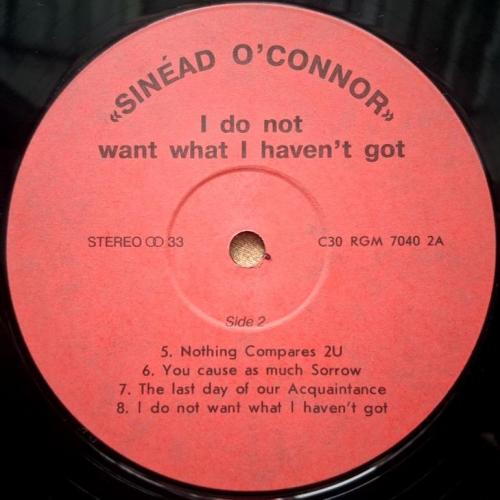 «SINÉAD O'CONNOR»
I do not
want what I haven't got
STEREO ꝏ 33
C30 RGM 7040 2A
Side 2
5. Nothing Compares 2U
6. You cause as much Sorrow
7. The last day of our Acquaintance
8. I do not want what I haven't got